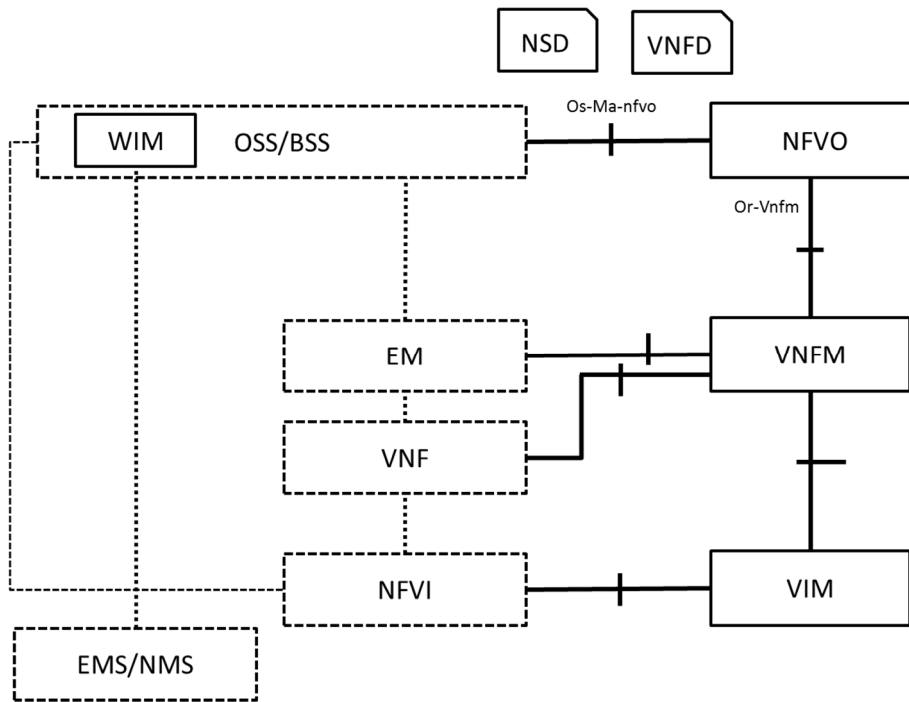 NSD
VNFD
Os-Ma-nfvo
WIM
OSS/BSS
NFVO
Or-Vnfm
EM
VNFM
VNF
NFVI
VIM
EMS/NMS